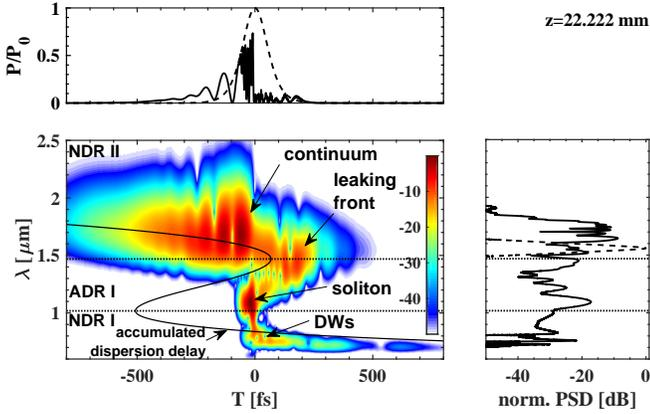 z=22.222 mm
P/P0
1
0.5
0
NDR II
continuum
leaking
front
soliton
DWs
ADR I
NDR I
accumulated
dispersion delay
λ [μm]
2.5
2
1.5
1
-10
-20
-30
-40
-500
0
500
T [fs]
-40
-20
0
norm. PSD [dB]